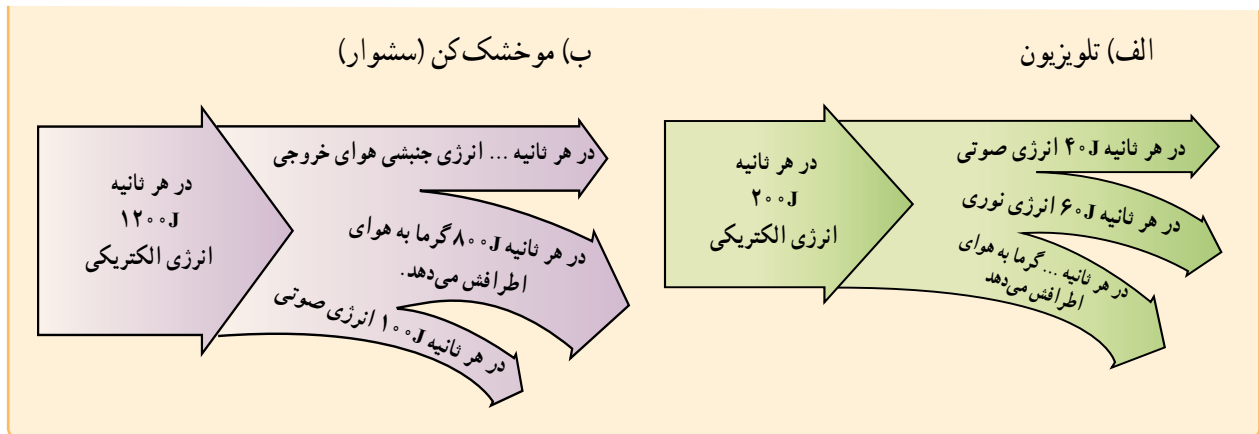 الف) تلویزیون
در هر ثانیه
۲۰۰J
انرژی الکتریکی
در هر ثانیه ۴۰J انرژی صوتی
در هر ثانیه ۶۰J انرژی نوری
در هر ثانیه ... گرما به هوای
اطرافش می‌دهد
ب) موخشک‌کن (سشوار)
در هر ثانیه
۱۲۰۰J
انرژی الکتریکی
در هر ثانیه ... انرژی جنبشی هوای خروجی
در هر ثانیه ۸۰۰J گرما به هوای
اطرافش می‌دهد.
در هر ثانیه ۱۰۰J انرژی صوتی